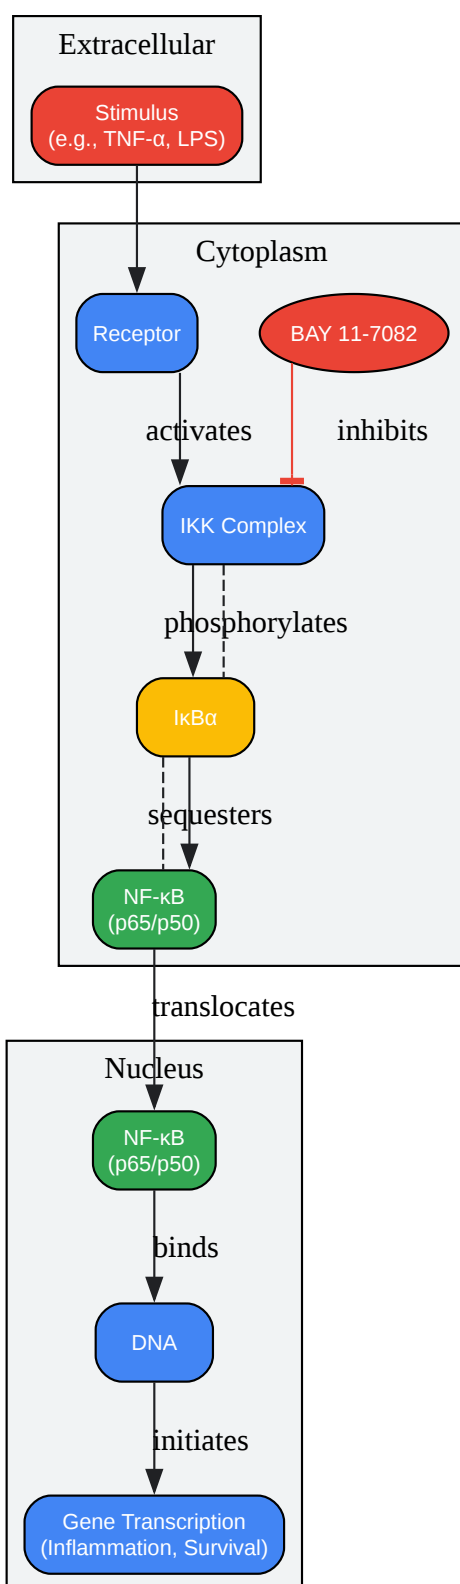 Extracellular
Stimulus
(e.g., TNF-α, LPS)
Cytoplasm
Receptor
BAY 11-7082
activates
inhibits
IKK Complex
phosphorylates
IκBα
sequesters
NF-κB
(p65/p50)
translocates
Nucleus
NF-κB
(p65/p50)
binds
DNA
initiates
Gene Transcription
(Inflammation, Survival)